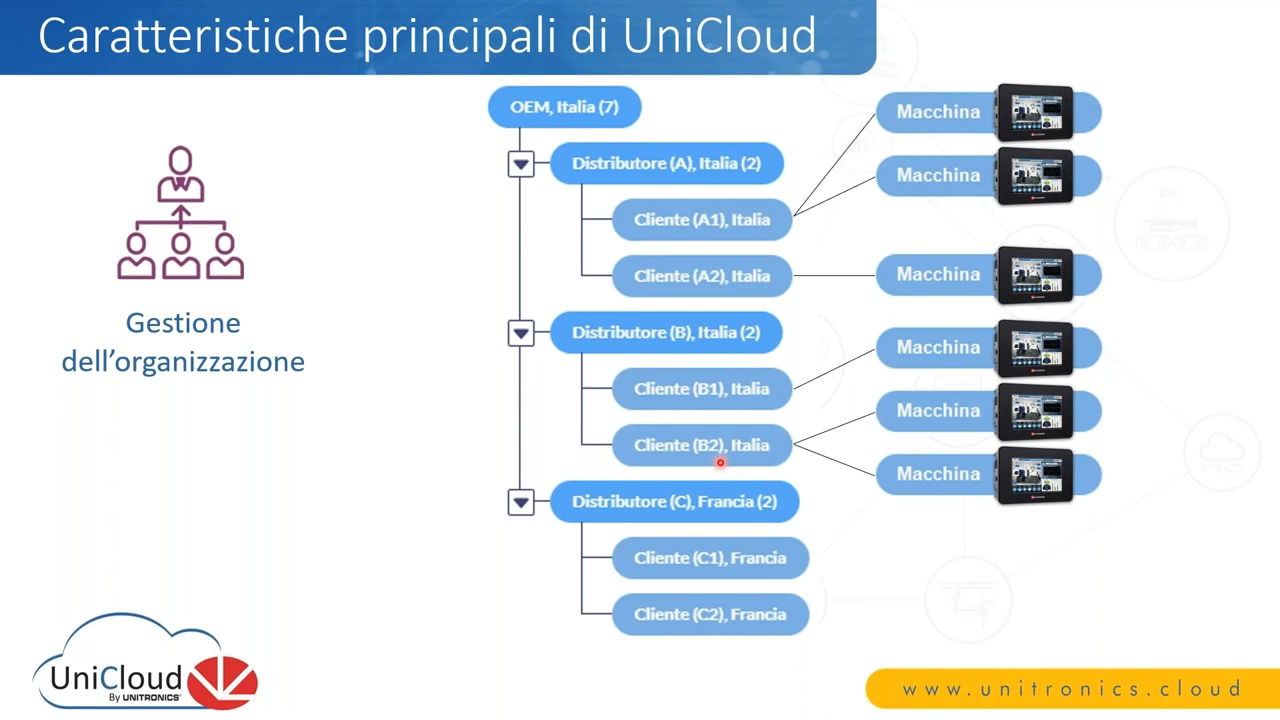 Caratteristiche principali di UniCloud
OEM, Italia (7)
Distributore (A), Italia (2)
Cliente (A1), Italia
Cliente (A2), Italia
Distributore (B), Italia (2)
Cliente (B1), Italia
Cliente (B2), Italia
Distributore (C), Francia (2)
Cliente (C1), Francia
Cliente (C2), Francia
Macchina
Macchina
Macchina
Macchina
Macchina
Macchina
Gestione
dell’organizzazione
UniCloud
By UNITRONICS
www.unitronics.cloud